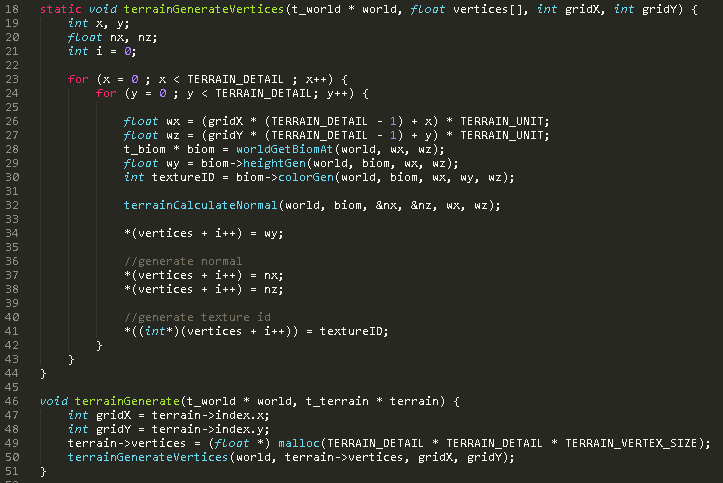 18 static void terrainGenerateVertices(t_world * world, float vertices[], int gridX, int gridY) {
19 int x, y;
20 float nx, nz;
21 int i = 0;
22
23 for (x = 0 ; x < TERRAIN_DETAIL ; x++) {
24 for (y = 0 ; y < TERRAIN_DETAIL; y++) {
25
26 float wx = (gridX * (TERRAIN_DETAIL - 1) + x) * TERRAIN_UNIT;
27 float wz = (gridY * (TERRAIN_DETAIL - 1) + y) * TERRAIN_UNIT;
28 t_biom * biom = worldGetBiomAt(world, wx, wz);
29 float wy = biom->heightGen(world, biom, wx, wz);
30 int textureID = biom->colorGen(world, biom, wx, wy, wz);
31
32 terrainCalculateNormal(world, biom, &nx, &nz, wx, wz);
33
34 *(vertices + i++) = wy;
35
36 //generate normal
37 *(vertices + i++) = nx;
38 *(vertices + i++) = nz;
39
40 //generate texture id
41 *((int*)(vertices + i++)) = textureID;
42 }
43 }
44 }
45
46 void terrainGenerate(t_world * world, t_terrain * terrain) {
47 int gridX = terrain->index.x;
48 int gridY = terrain->index.y;
49 terrain->vertices = (float *) malloc(TERRAIN_DETAIL * TERRAIN_DETAIL * TERRAIN_VERTEX_SIZE);
50 terrainGenerateVertices(world, terrain->vertices, gridX, gridY);
51 }